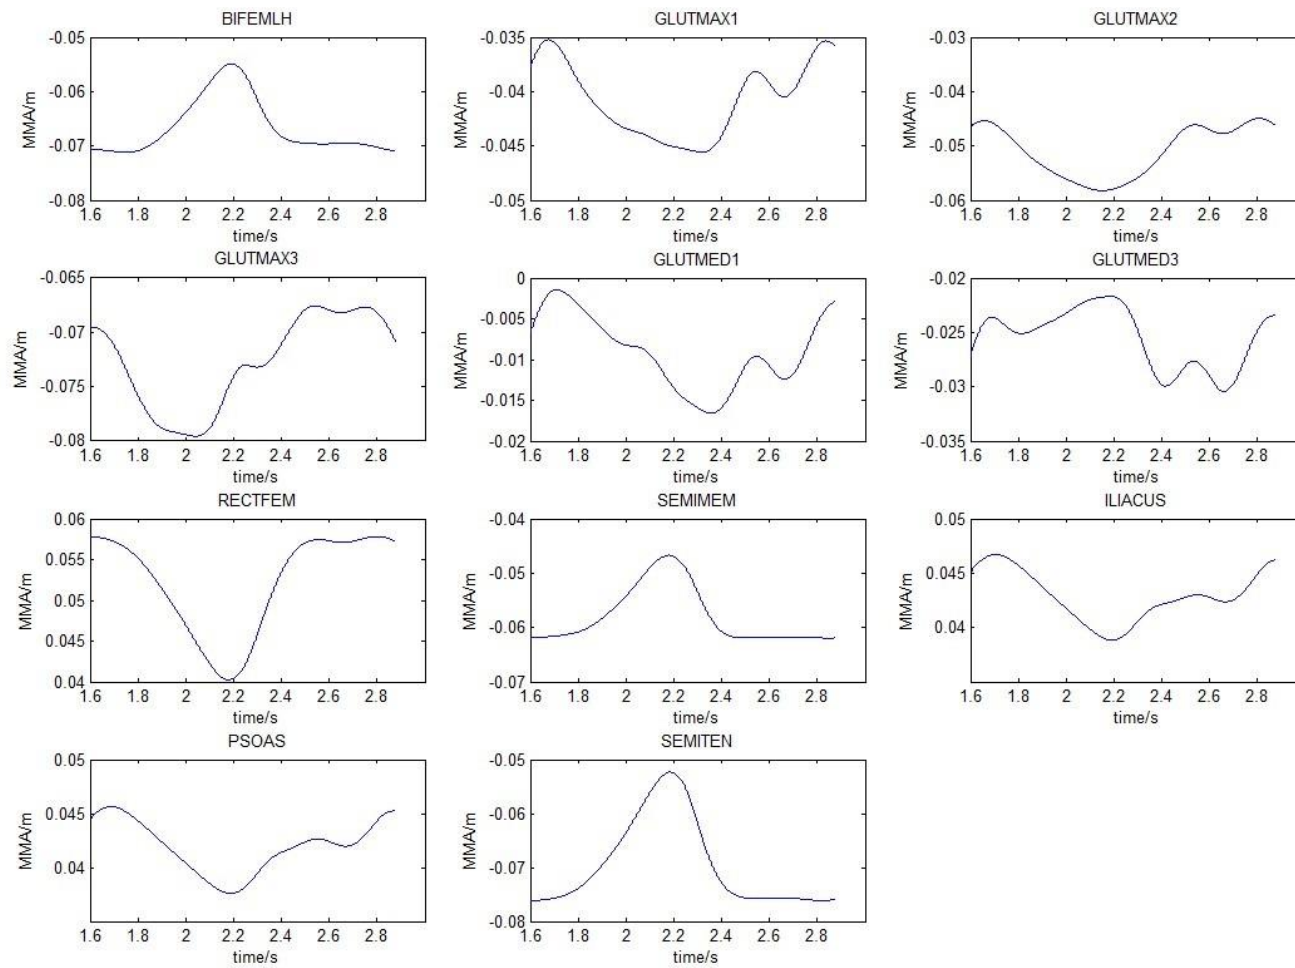 BIFEMLH
-0.05
-0.06
-0.07
-0.08
MMA/m
1.6 1.8 2 2.2 2.4 2.6 2.8
time/s
GLUTMAX1
-0.035
-0.04
-0.045
-0.05
MMA/m
1.6 1.8 2 2.2 2.4 2.6 2.8
time/s
GLUTMAX2
-0.03
-0.04
-0.05
-0.06
MMA/m
1.6 1.8 2 2.2 2.4 2.6 2.8
time/s
GLUTMAX3
-0.065
-0.07
-0.075
-0.08
MMA/m
1.6 1.8 2 2.2 2.4 2.6 2.8
time/s
GLUTMED1
0
-0.005
-0.01
-0.015
-0.02
MMA/m
1.6 1.8 2 2.2 2.4 2.6 2.8
time/s
GLUTMED3
-0.02
-0.025
-0.03
-0.035
MMA/m
1.6 1.8 2 2.2 2.4 2.6 2.8
time/s
RECTFEM
0.06
0.055
0.05
0.045
0.04
MMA/m
1.6 1.8 2 2.2 2.4 2.6 2.8
time/s
SEMIMEM
-0.04
-0.05
-0.06
-0.07
MMA/m
1.6 1.8 2 2.2 2.4 2.6 2.8
time/s
ILIACUS
0.05
0.045
0.04
MMA/m
1.6 1.8 2 2.2 2.4 2.6 2.8
time/s
PSOAS
0.05
0.045
0.04
MMA/m
1.6 1.8 2 2.2 2.4 2.6 2.8
time/s
SEMITEN
-0.05
-0.06
-0.07
-0.08
MMA/m
1.6 1.8 2 2.2 2.4 2.6 2.8
time/s